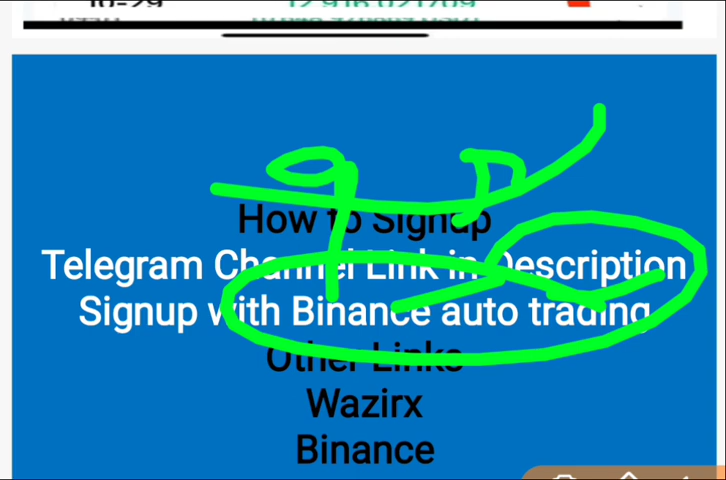 How to Signup
Telegram Channel Link in Description
Signup with Binance auto trading
Other Links
Wazirx
Binance